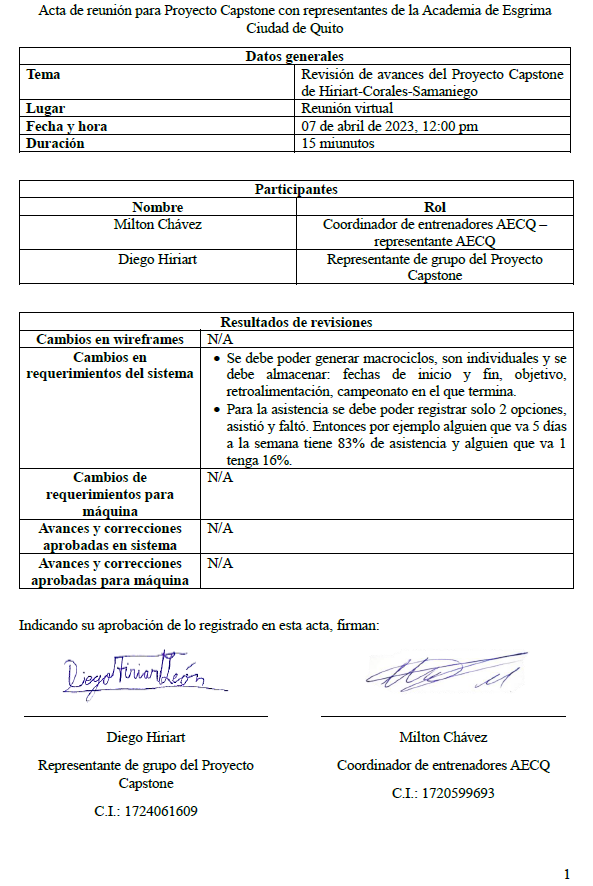 Acta de reunión para Proyecto Capstone con representantes de la Academia de Esgrima
Ciudad de Quito
Datos generales
Tema
Revisión de avances del Proyecto Capstone
de Hiriart-Corales-Samaniego
Lugar
Reunión virtual
Fecha y hora
07 de abril de 2023, 12:00 pm
Duración
15 miunutos
Participantes
Nombre
Rol
Milton Chávez
Coordinador de entrenadores AECQ –
representante AECQ
Diego Hiriart
Representante de grupo del Proyecto
Capstone
Resultados de revisiones
Cambios en wireframes
N/A
Cambios en
requerimientos del sistema
• Se debe poder generar macrociclos, son individuales y se
debe almacenar: fechas de inicio y fin, objetivo,
retroalimentación, campeonato en el que termina.
• Para la asistencia se debe poder registrar solo 2 opciones,
asistió y faltó. Entonces por ejemplo alguien que va 5 días
a la semana tiene 83% de asistencia y alguien que va 1
tenga 16%.
Cambios de
requerimientos para
máquina
N/A
Avances y correcciones
aprobadas en sistema
N/A
Avances y correcciones
aprobadas para máquina
N/A
Indicando su aprobación de lo registrado en esta acta, firman:
Diego Hiriart León
Diego Hiriart
Representante de grupo del Proyecto
Capstone
C.I.: 1724061609
Milton Chávez
Coordinador de entrenadores AECQ
C.I.: 1720599693
1